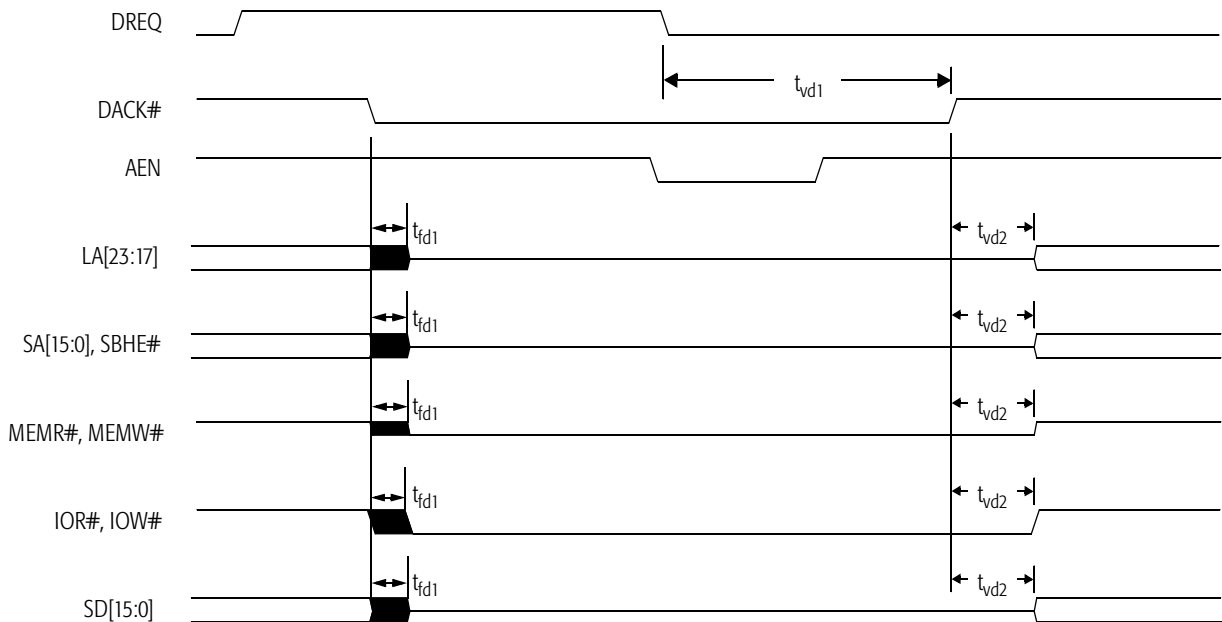 DREQ
t_vd1
DACK#
AEN
t_fd1
t_vd2
LA[23:17]
t_fd1
t_vd2
SA[15:0], SBHE#
t_fd1
t_vd2
MEMR#, MEMW#
t_fd1
t_vd2
IOR#, IOW#
t_fd1
t_vd2
SD[15:0]